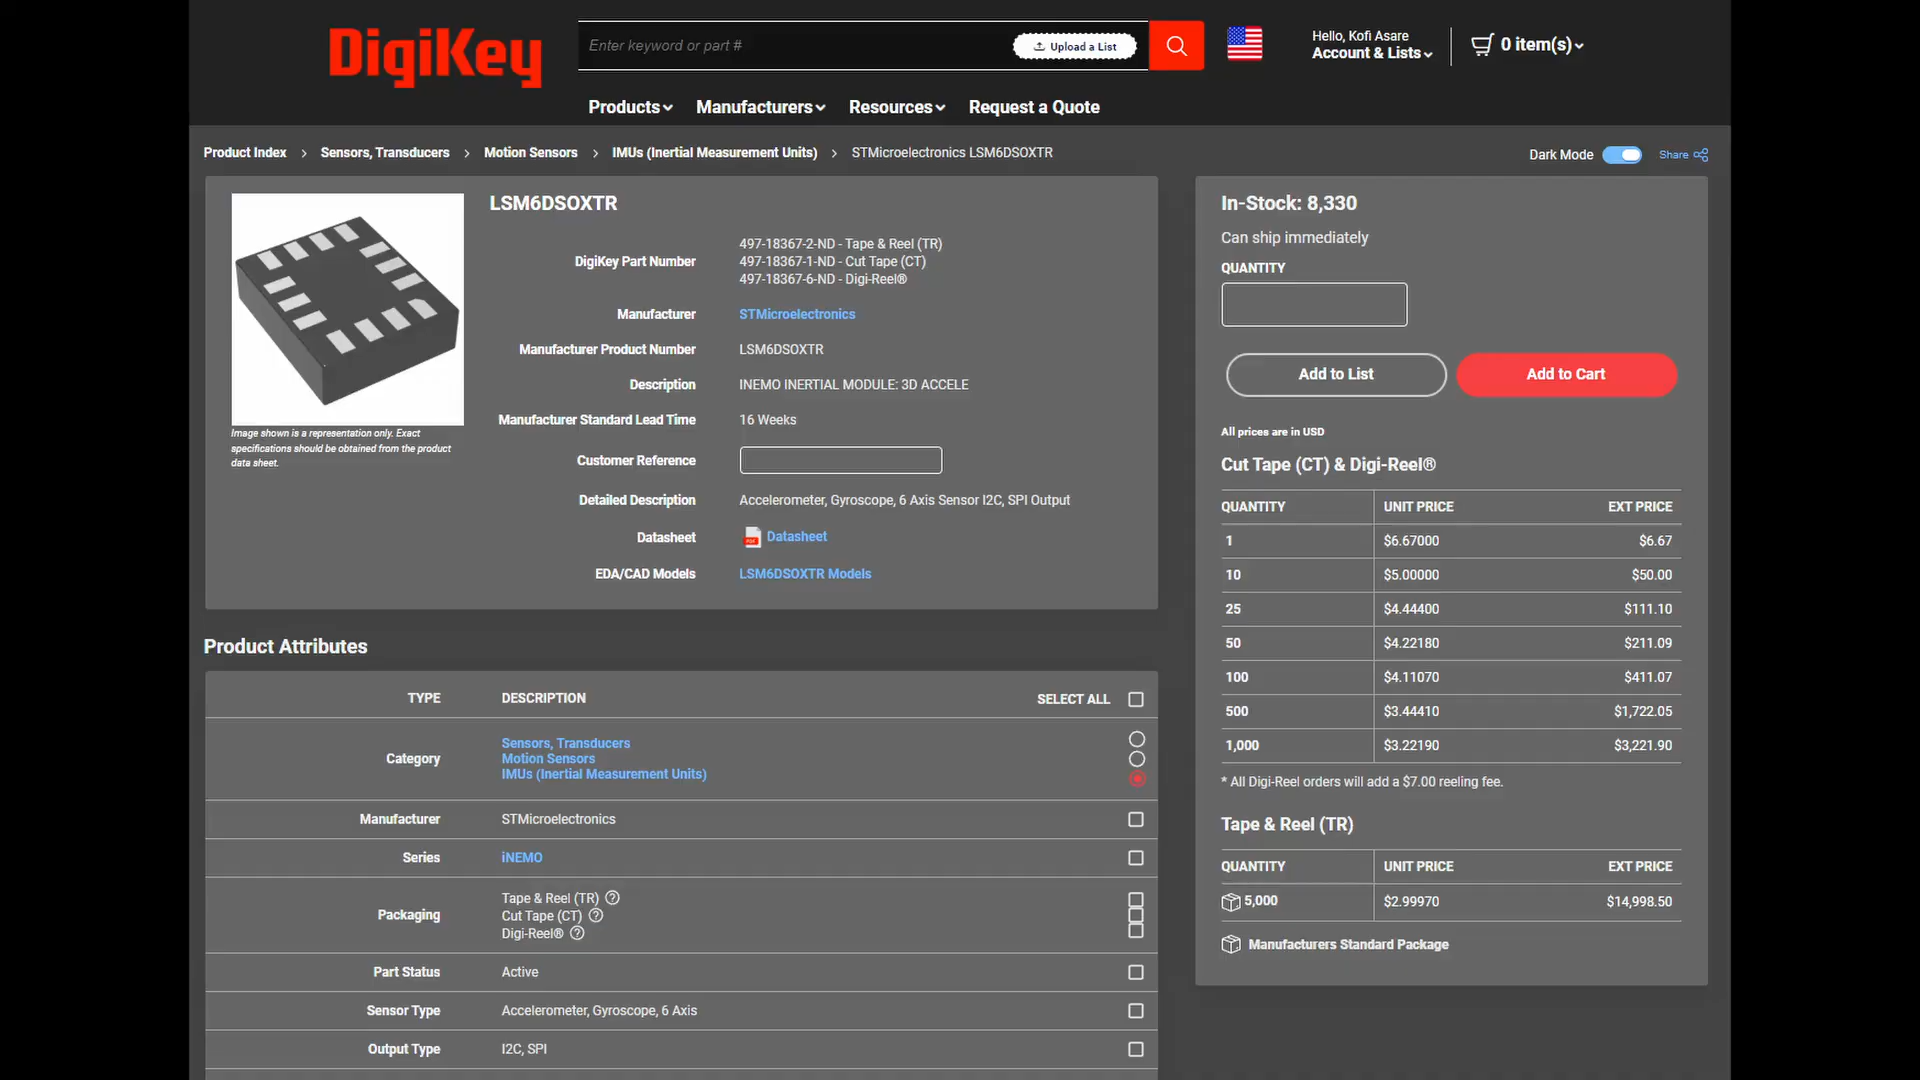 DigiKey
Enter keyword or part #
Upload a List
Hello, Kofi Asare
Account & Lists
0 item(s)
Products
Manufacturers
Resources
Request a Quote
Product Index > Sensors, Transducers > Motion Sensors > IMUs (Inertial Measurement Units) > STMicroelectronics LSM6DSOXTR
Dark Mode
Share
LSM6DSOXTR
DigiKey Part Number
497-18367-2-ND - Tape & Reel (TR)
497-18367-1-ND - Cut Tape (CT)
497-18367-6-ND - Digi-Reel®
Manufacturer STMicroelectronics
Manufacturer Product Number LSM6DSOXTR
Description INEMO INERTIAL MODULE: 3D ACCELE
Manufacturer Standard Lead Time 16 Weeks
Customer Reference
Detailed Description Accelerometer, Gyroscope, 6 Axis Sensor I2C, SPI Output
Datasheet PDF Datasheet
EDA/CAD Models LSM6DSOXTR Models
Image shown is a representation only. Exact
specifications should be obtained from the product
data sheet.
Product Attributes
TYPE DESCRIPTION SELECT ALL
Category
Sensors, Transducers
Motion Sensors
IMUs (Inertial Measurement Units)
Manufacturer STMicroelectronics
Series iNEMO
Packaging
Tape & Reel (TR) ?
Cut Tape (CT) ?
Digi-Reel® ?
Part Status Active
Sensor Type Accelerometer, Gyroscope, 6 Axis
Output Type I2C, SPI
In-Stock: 8,330
Can ship immediately
QUANTITY
Add to List
Add to Cart
All prices are in USD
Cut Tape (CT) & Digi-Reel®
QUANTITY UNIT PRICE EXT PRICE
1 $6.67000 $6.67
10 $5.00000 $50.00
25 $4.44400 $111.10
50 $4.22180 $211.09
100 $4.11070 $411.07
500 $3.44410 $1,722.05
1,000 $3.22190 $3,221.90
* All Digi-Reel orders will add a $7.00 reeling fee.
Tape & Reel (TR)
QUANTITY UNIT PRICE EXT PRICE
5,000 $2.99970 $14,998.50
Manufacturers Standard Package